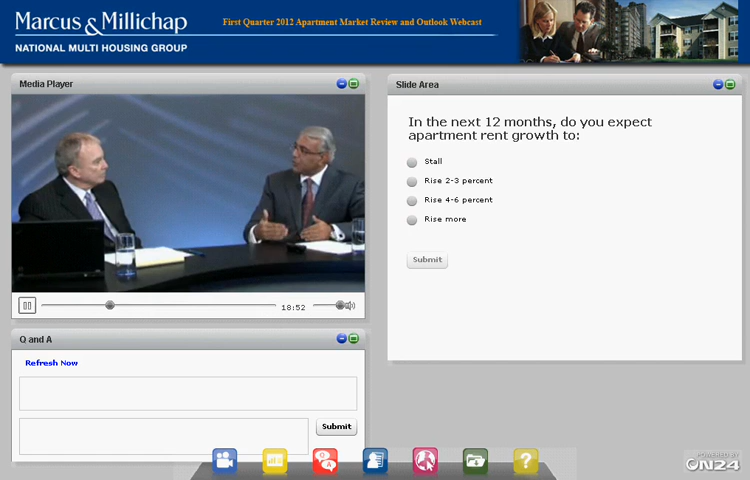 Marcus & Millichap
NATIONAL MULTI HOUSING GROUP
First Quarter 2012 Apartment Market Review and Outlook Webcast
Media Player
18:52
Q and A
Refresh Now
Submit
Slide Area
In the next 12 months, do you expect
apartment rent growth to:
Stall
Rise 2-3 percent
Rise 4-6 percent
Rise more
Submit
Q
A
?
POWERED BY
ON24